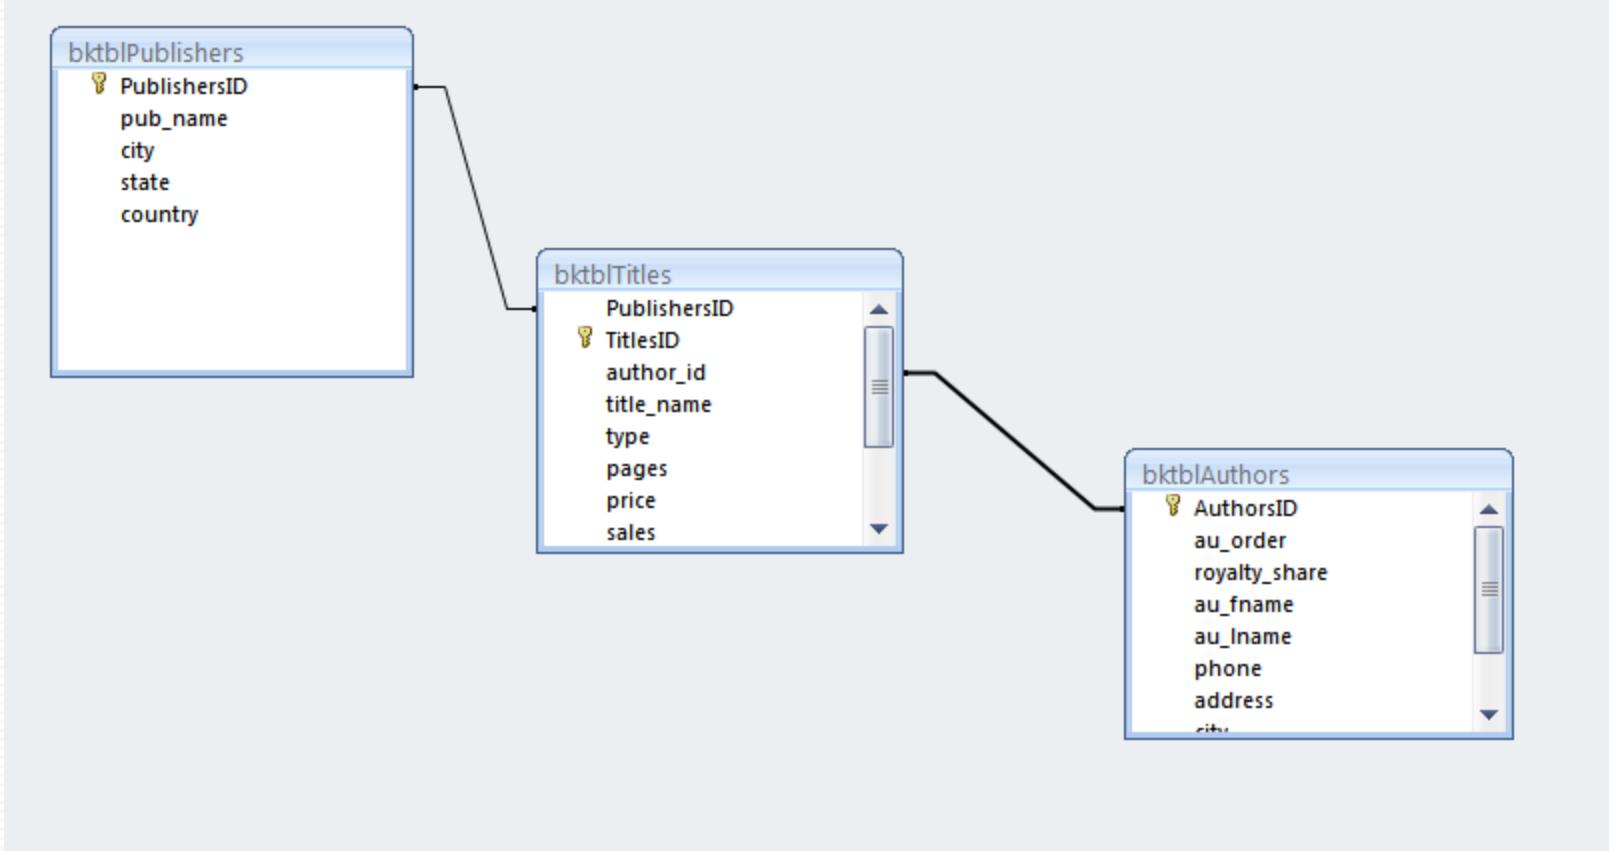 bktblPublishers
PublishersID
pub_name
city
state
country
bktblTitles
PublishersID
TitlesID
author_id
title_name
type
pages
price
sales
bktblAuthors
AuthorsID
au_order
royalty_share
au_fname
au_lname
phone
address
city